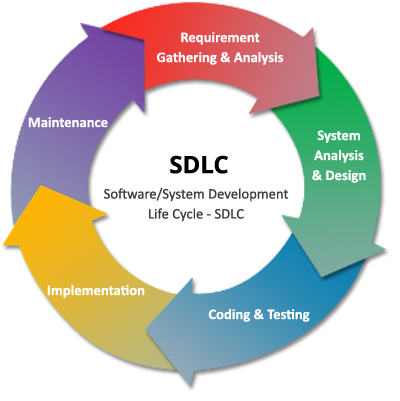 Requirement
Gathering & Analysis
System
Analysis
& Design
Coding & Testing
Implementation
Maintenance
SDLC
Software/System Development
Life Cycle - SDLC